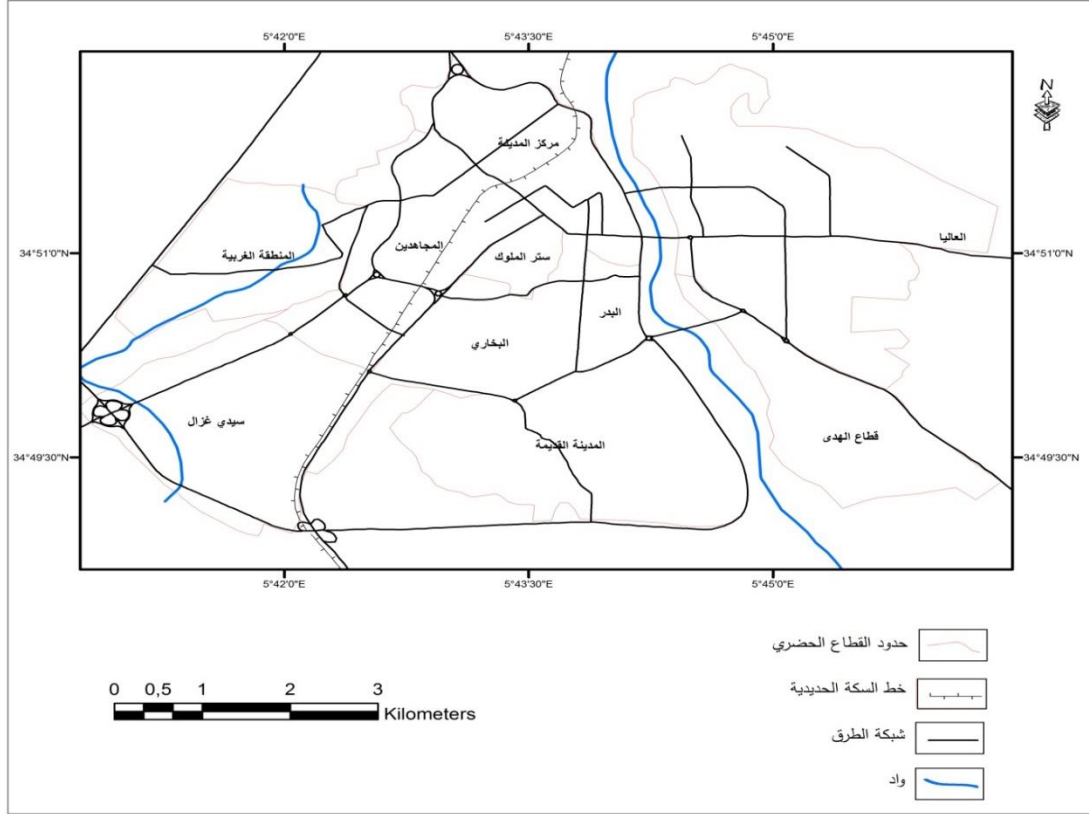 5°42'0"E
5°43'30"E
5°45'0"E
N
مركز المدينة
العاليا
34°51'0"N
34°51'0"N
المجاهدين
المنطقة الغربية
ستر الملوك
البدر
البخاري
سيدي غزال
قطاع الهدى
المدينة القديمة
34°49'30"N
34°49'30"N
5°42'0"E
5°43'30"E
5°45'0"E
حدود القطاع الحضري
خط السكة الحديدية
شبكة الطرق
واد
0 0,5 1 2 3
Kilometers